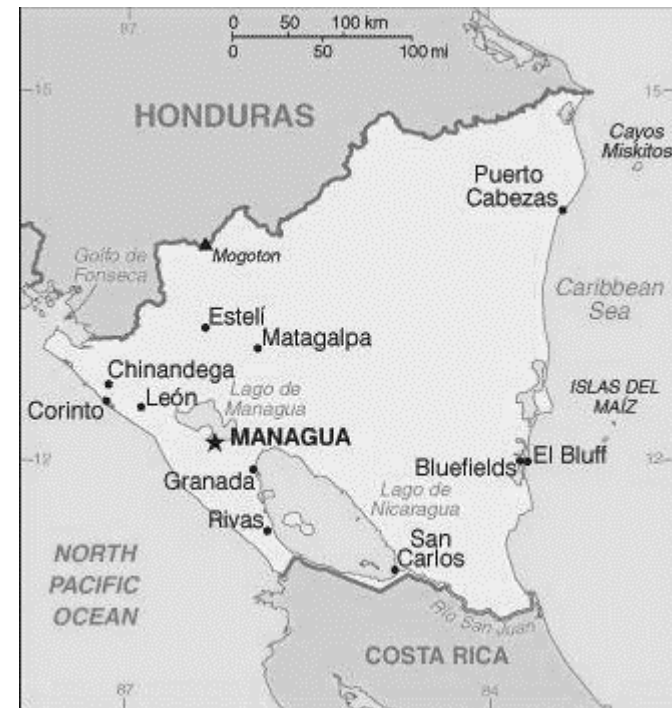 87
0 50 100 km
0 50 100 mi
15
15
HONDURAS
Cayos
Miskitos
Puerto
Cabezas
Mogoton
Golfo de
Fonseca
Caribbean
Sea
Estelí
Matagalpa
Chinandega
Lago de
Managua
ISLAS DEL
MAÍZ
Corinto
León
MANAGUA
12
12
Bluefields
El Bluff
Granada
Lago de
Nicaragua
Rivas
San
Carlos
NORTH
PACIFIC
OCEAN
Río San Juan
COSTA RICA
87
84